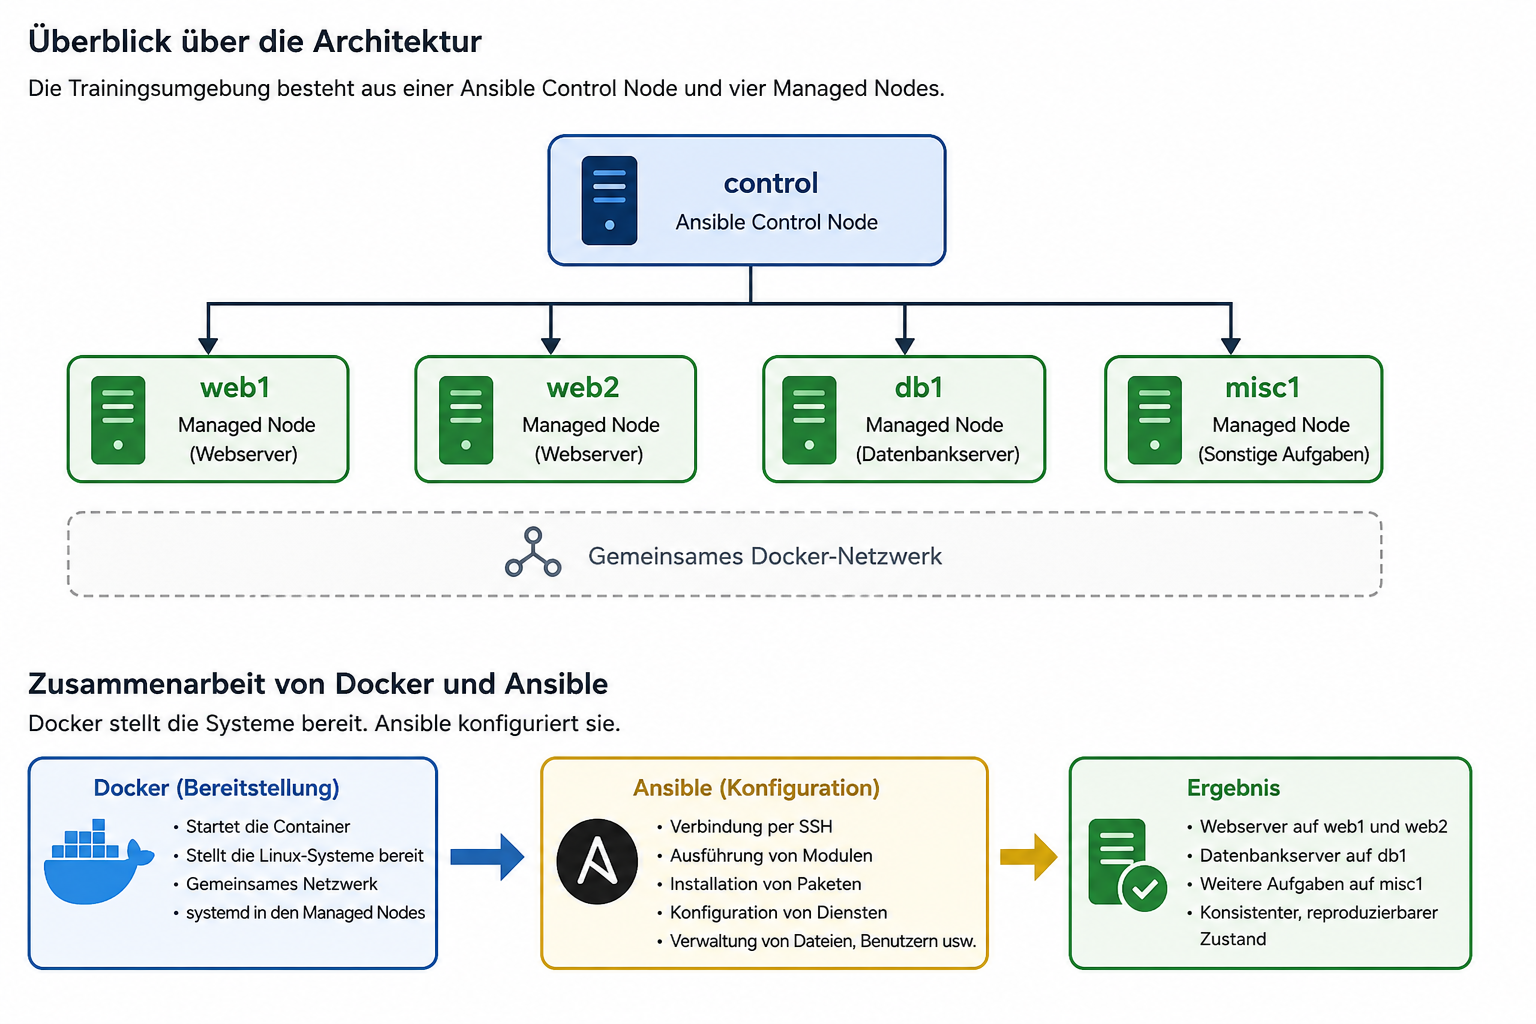 Überblick über die Architektur
Die Trainingsumgebung besteht aus einer Ansible Control Node und vier Managed Nodes.
control
Ansible Control Node
web1
Managed Node
(Webserver)
web2
Managed Node
(Webserver)
db1
Managed Node
(Datenbankserver)
misc1
Managed Node
(Sonstige Aufgaben)
Gemeinsames Docker-Netzwerk
Zusammenarbeit von Docker und Ansible
Docker stellt die Systeme bereit. Ansible konfiguriert sie.
Docker (Bereitstellung)
• Startet die Container
• Stellt die Linux-Systeme bereit
• Gemeinsames Netzwerk
• systemd in den Managed Nodes
Ansible (Konfiguration)
• Verbindung per SSH
• Ausführung von Modulen
• Installation von Paketen
• Konfiguration von Diensten
• Verwaltung von Dateien, Benutzern usw.
Ergebnis
• Webserver auf web1 und web2
• Datenbankserver auf db1
• Weitere Aufgaben auf misc1
• Konsistenter, reproduzierbarer
Zustand